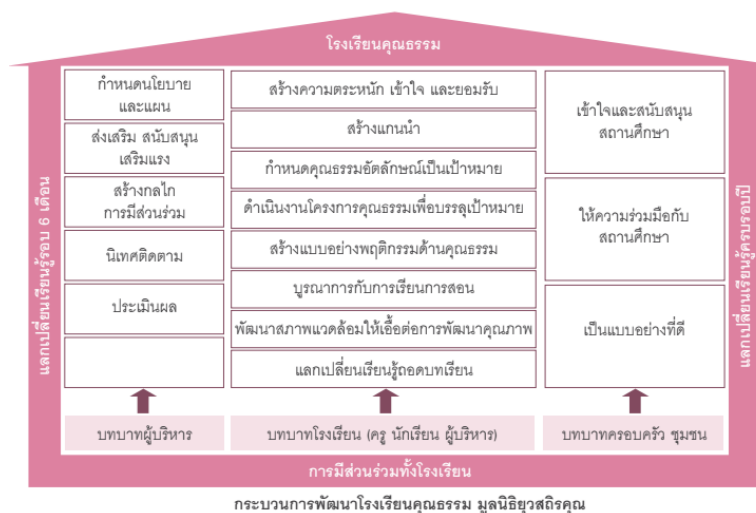 โรงเรียนคุณธรรม
แลกเปลี่ยนเรียนรู้รอบ 6 เดือน
กำหนดนโยบาย
และแผน
ส่งเสริม สนับสนุน
เสริมแรง
สร้างกลไก
การมีส่วนร่วม
นิเทศติดตาม
ประเมินผล
บทบาทผู้บริหาร
สร้างความตระหนัก เข้าใจ และยอมรับ
สร้างแกนนำ
กำหนดคุณธรรมอัตลักษณ์เป็นเป้าหมาย
ดำเนินงานโครงการคุณธรรมเพื่อบรรลุเป้าหมาย
สร้างแบบอย่างพฤติกรรมด้านคุณธรรม
บูรณาการกับการเรียนการสอน
พัฒนาสภาพแวดล้อมให้เอื้อต่อการพัฒนาคุณภาพ
แลกเปลี่ยนเรียนรู้ถอดบทเรียน
บทบาทโรงเรียน (ครู นักเรียน ผู้บริหาร)
เข้าใจและสนับสนุน
สถานศึกษา
ให้ความร่วมมือกับ
สถานศึกษา
เป็นแบบอย่างที่ดี
บทบาทครอบครัว ชุมชน
แลกเปลี่ยนเรียนรู้ครบรอบปี
การมีส่วนร่วมทั้งโรงเรียน
กระบวนการพัฒนาโรงเรียนคุณธรรม มูลนิธิยุวสถิรคุณ